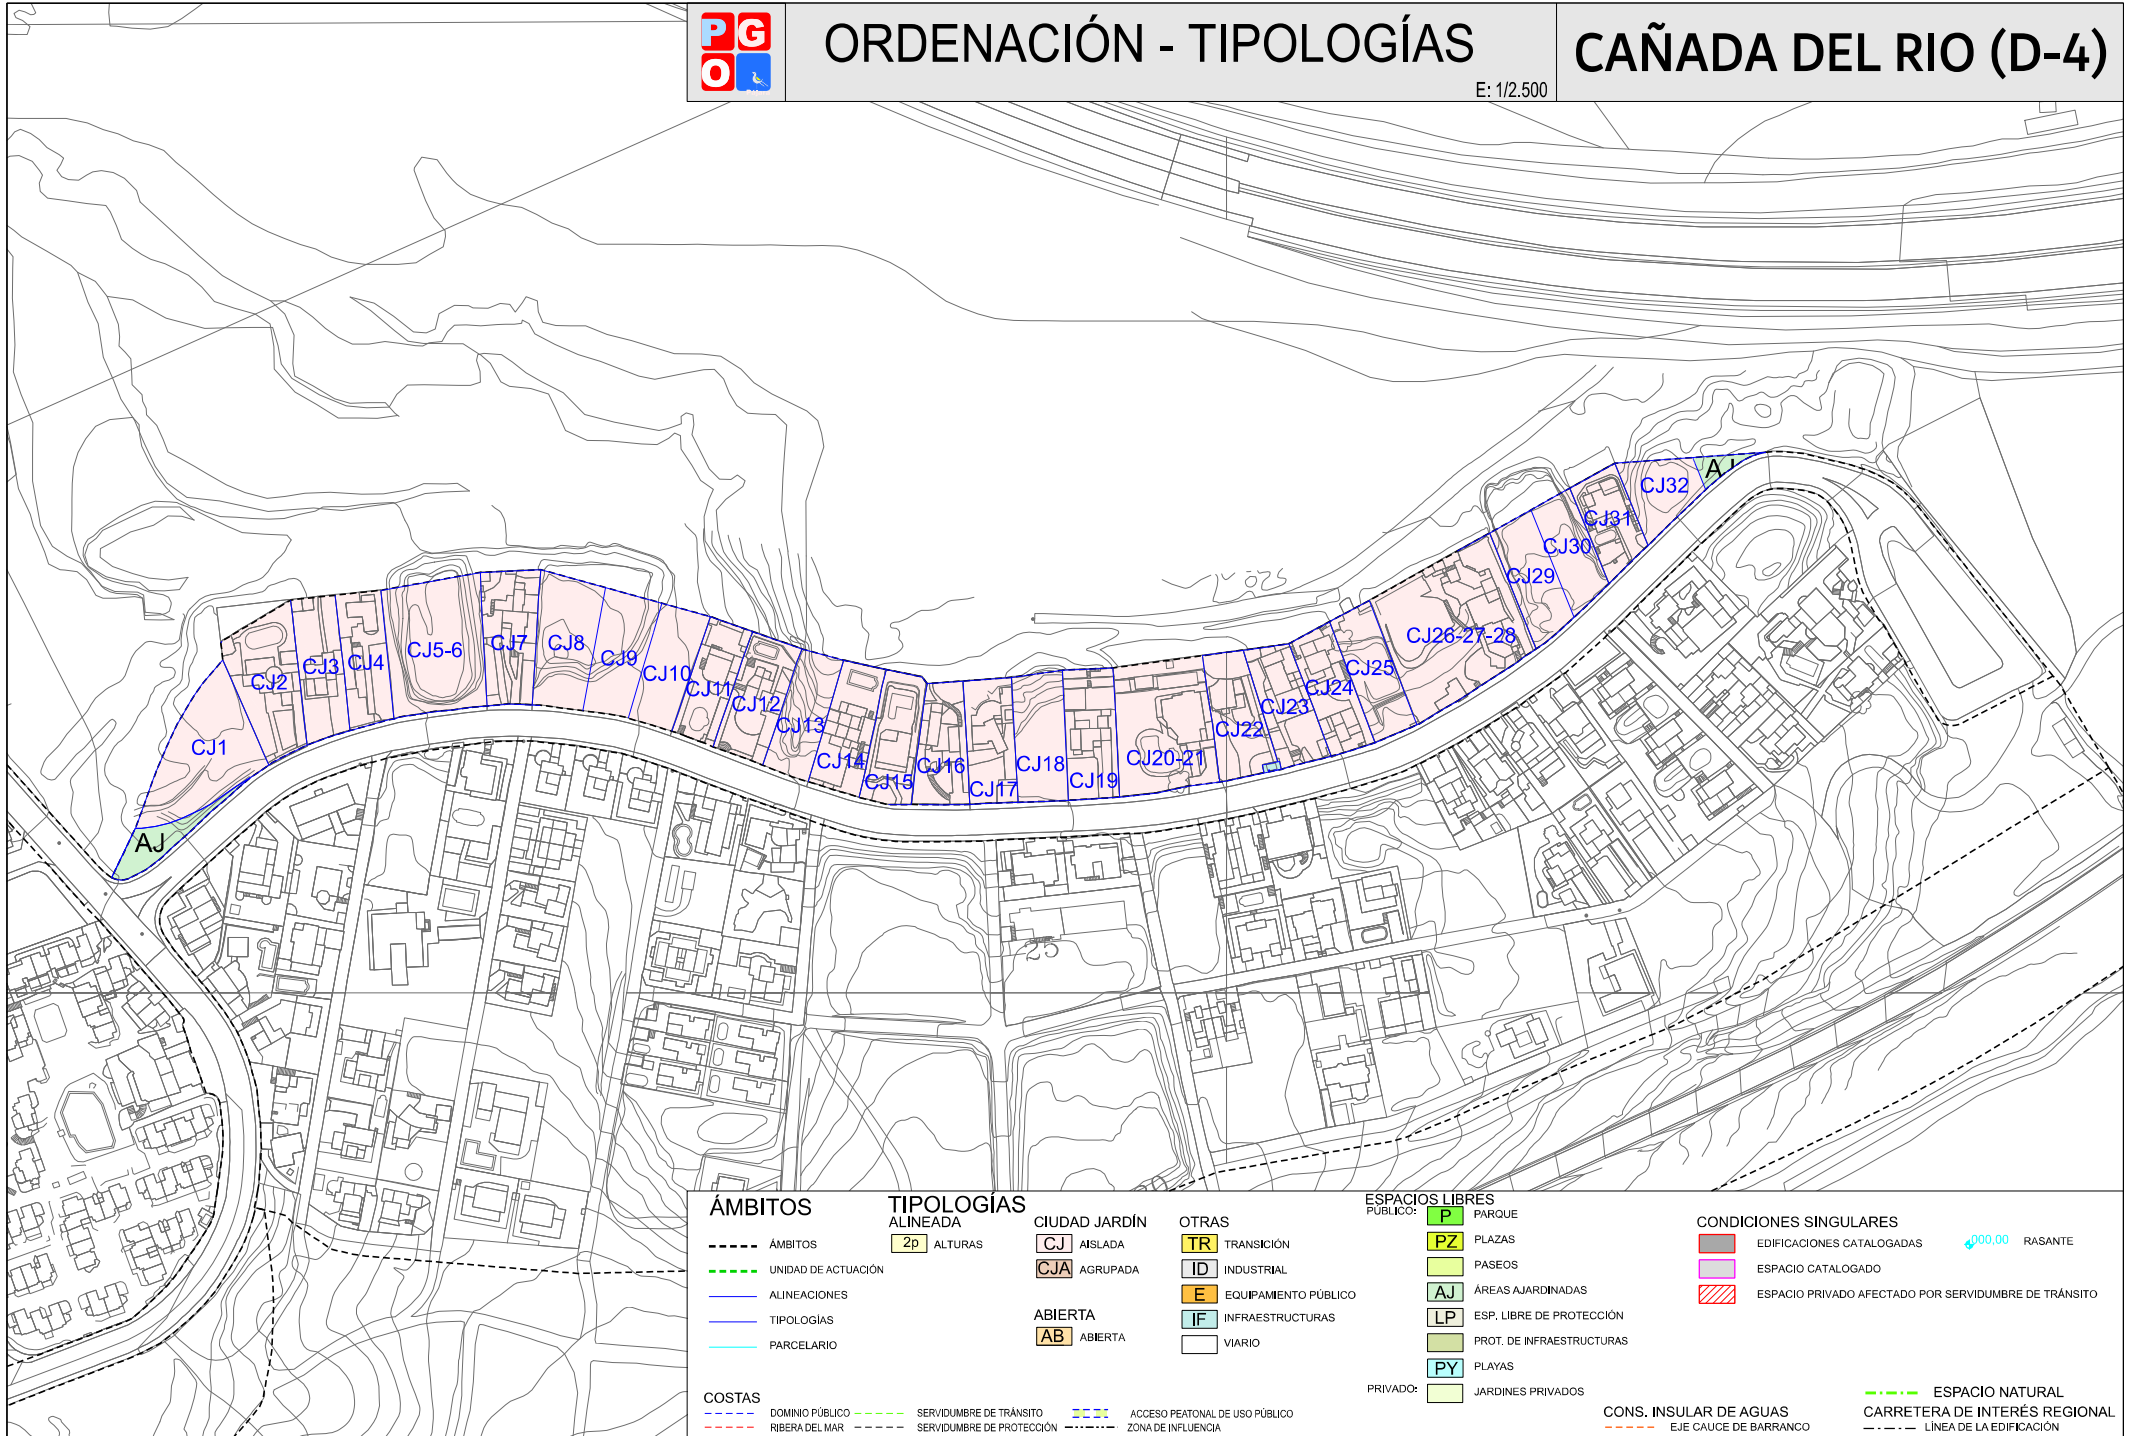 PG
O
ORDENACIÓN - TIPOLOGÍAS
E: 1/2.500
CAÑADA DEL RIO (D-4)
AJ
CJ32
CJ31
CJ30
CJ29
CJ26-27-28
CJ25
CJ24
CJ23
CJ22
CJ20-21
CJ19
CJ18
CJ17
CJ16
CJ15
CJ14
CJ13
CJ12
CJ11
CJ10
CJ9
CJ8
CJ7
CJ5-6
CJ4
CJ3
CJ2
CJ1
AJ
25
ÁMBITOS
ÁMBITOS
UNIDAD DE ACTUACIÓN
ALINEACIONES
TIPOLOGÍAS
PARCELARIO
TIPOLOGÍAS
ALINEADA
2p ALTURAS
CIUDAD JARDÍN
CJ AISLADA
CJA AGRUPADA
ABIERTA
AB ABIERTA
OTRAS
TR TRANSICIÓN
ID INDUSTRIAL
E EQUIPAMIENTO PÚBLICO
IF INFRAESTRUCTURAS
VIARIO
ESPACIOS LIBRES
PÚBLICO:
P PARQUE
PZ PLAZAS
PASEOS
AJ ÁREAS AJARDINADAS
LP ESP. LIBRE DE PROTECCIÓN
PROT. DE INFRAESTRUCTURAS
PY PLAYAS
PRIVADO:
JARDINES PRIVADOS
CONDICIONES SINGULARES
EDIFICACIONES CATALOGADAS
ESPACIO CATALOGADO
ESPACIO PRIVADO AFECTADO POR SERVIDUMBRE DE TRÁNSITO
000,00 RASANTE
COSTAS
DOMINIO PÚBLICO
RIBERA DEL MAR
SERVIDUMBRE DE TRÁNSITO
SERVIDUMBRE DE PROTECCIÓN
ACCESO PEATONAL DE USO PÚBLICO
ZONA DE INFLUENCIA
CONS. INSULAR DE AGUAS
EJE CAUCE DE BARRANCO
ESPACIO NATURAL
CARRETERA DE INTERÉS REGIONAL
LÍNEA DE LA EDIFICACIÓN